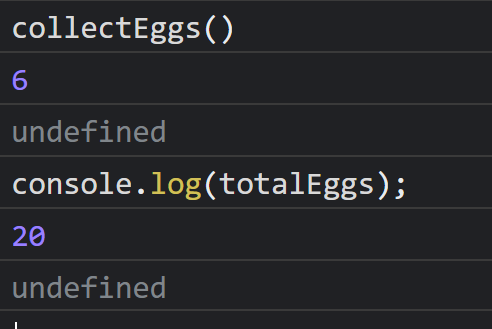 collectEggs()
6
undefined
console.log(totalEggs);
20
undefined